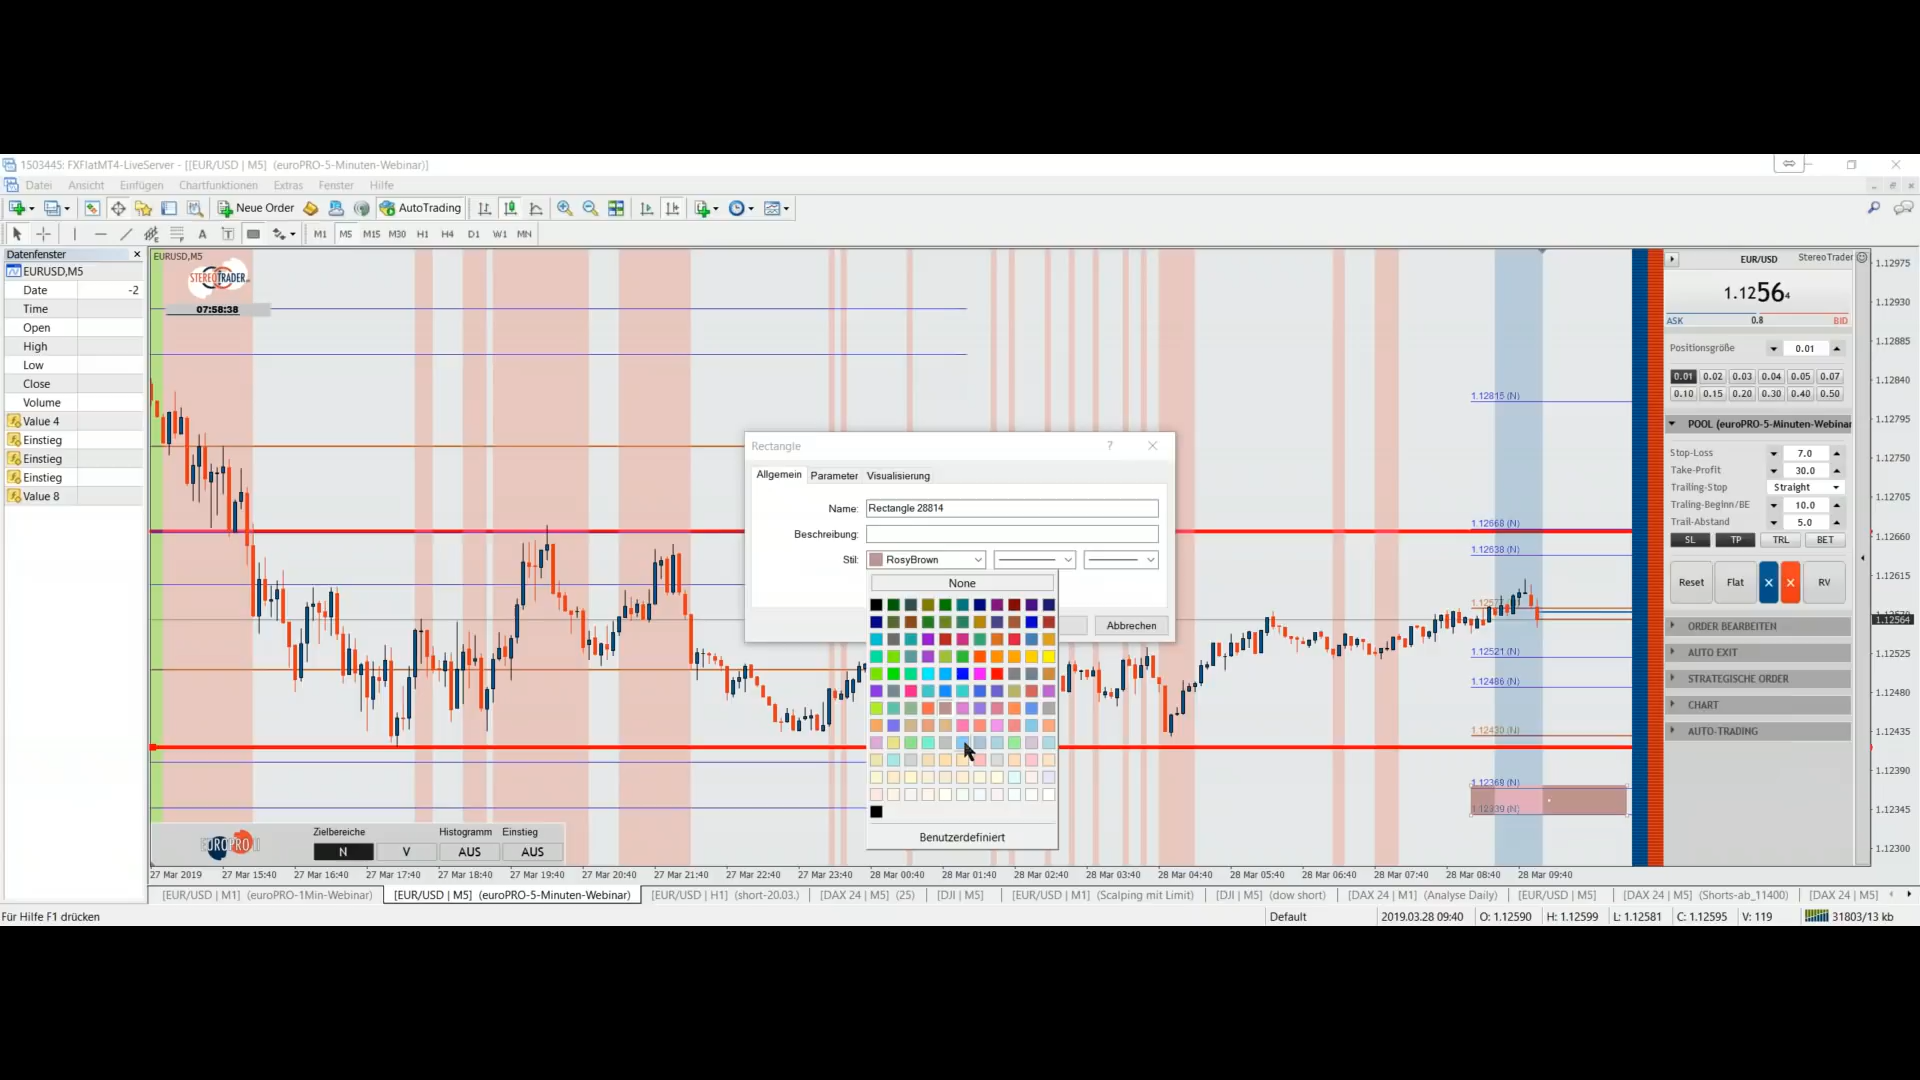 1503445: FXFlatMT4-LiveServer - [[EUR/USD | M5] (euroPRO-5-Minuten-Webinar)]
Datei Ansicht Einfügen Chartfunktionen Extras Fenster Hilfe
Neue Order AutoTrading
A T M1 M5 M15 M30 H1 H4 D1 W1 MN
Datenfenster
EURUSD,M5
Date -2
Time
Open
High
Low
Close
Volume
Value 4
Einstieg
Einstieg
Einstieg
Value 8
EURUSD,M5
STEREOTRADER
07:58:38
1.12815 (N)
1.12668 (N)
1.12638 (N)
1.12521 (N)
1.12486 (N)
1.12430 (N)
1.12369 (N)
1.12339 (N)
Rectangle ?
Allgemein Parameter Visualisierung
Name: Rectangle 28814
Beschreibung:
Stil: RosyBrown
None
Abbrechen
Benutzerdefiniert
EUROPRO
Zielbereiche Histogramm Einstieg
N V AUS AUS
EUR/USD StereoTrader
1.12564
ASK 0.8 BID
Positionsgröße 0.01
0.01 0.02 0.03 0.04 0.05 0.07
0.10 0.15 0.20 0.30 0.40 0.50
POOL (euroPRO-5-Minuten-Webinar
Stop-Loss 7.0
Take-Profit 30.0
Trailing-Stop Straight
Traling-Beginn/BE 10.0
Trail-Abstand 5.0
SL TP TRL BET
Reset Flat × × RV
ORDER BEARBEITEN
AUTO EXIT
STRATEGISCHE ORDER
CHART
AUTO-TRADING
1.12975
1.12930
1.12885
1.12840
1.12795
1.12750
1.12705
1.12660
1.12615
1.12564
1.12525
1.12480
1.12435
1.12390
1.12345
1.12300
27 Mar 2019 27 Mar 15:40 27 Mar 16:40 27 Mar 17:40 27 Mar 18:40 27 Mar 19:40 27 Mar 20:40 27 Mar 21:40 27 Mar 22:40 27 Mar 23:40 28 Mar 00:40 28 Mar 01:40 28 Mar 02:40 28 Mar 03:40 28 Mar 04:40 28 Mar 05:40 28 Mar 06:40 28 Mar 07:40 28 Mar 08:40 28 Mar 09:40
[EUR/USD | M1] (euroPRO-1Min-Webinar) [EUR/USD | M5] (euroPRO-5-Minuten-Webinar) [EUR/USD | H1] (short-20.03.) [DAX 24 | M5] (25) [DJI | M5] [EUR/USD | M1] (Scalping mit Limit) [DJI | M5] (dow short) [DAX 24 | M1] (Analyse Daily) [EUR/USD | M5] [DAX 24 | M5] (Shorts-ab_11400) [DAX 24 | M5]
Für Hilfe F1 drücken Default 2019.03.28 09:40 O: 1.12590 H: 1.12599 L: 1.12581 C: 1.12595 V: 119 31803/13 kb